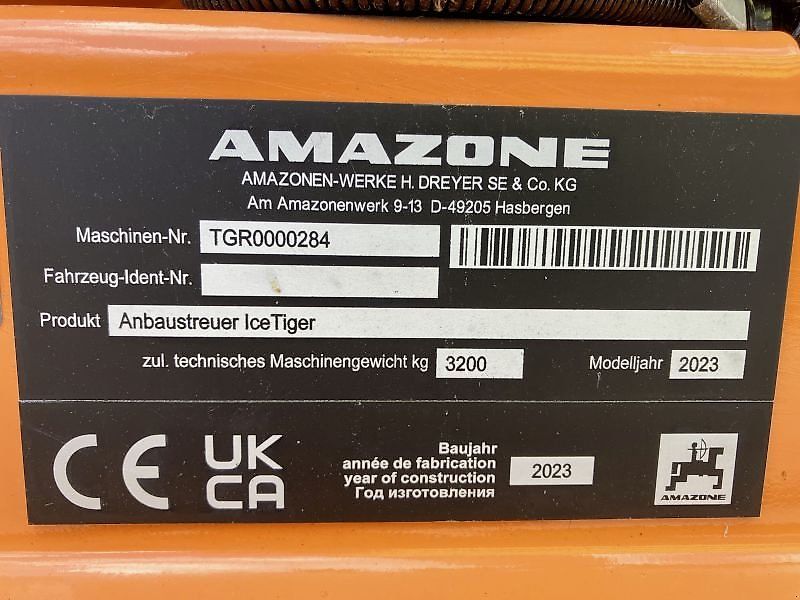 AMAZONE
AMAZONEN-WERKE H. DREYER SE & Co. KG
Am Amazonenwerk 9-13 D-49205 Hasbergen
Maschinen-Nr. TGR0000284
Fahrzeug-Ident-Nr.
Produkt Anbaustreuer IceTiger
zul. technisches Maschinengewicht kg 3200 Modelljahr 2023
CE UK CA
Baujahr
année de fabrication
year of construction
Год изготовления
2023
AMAZONE